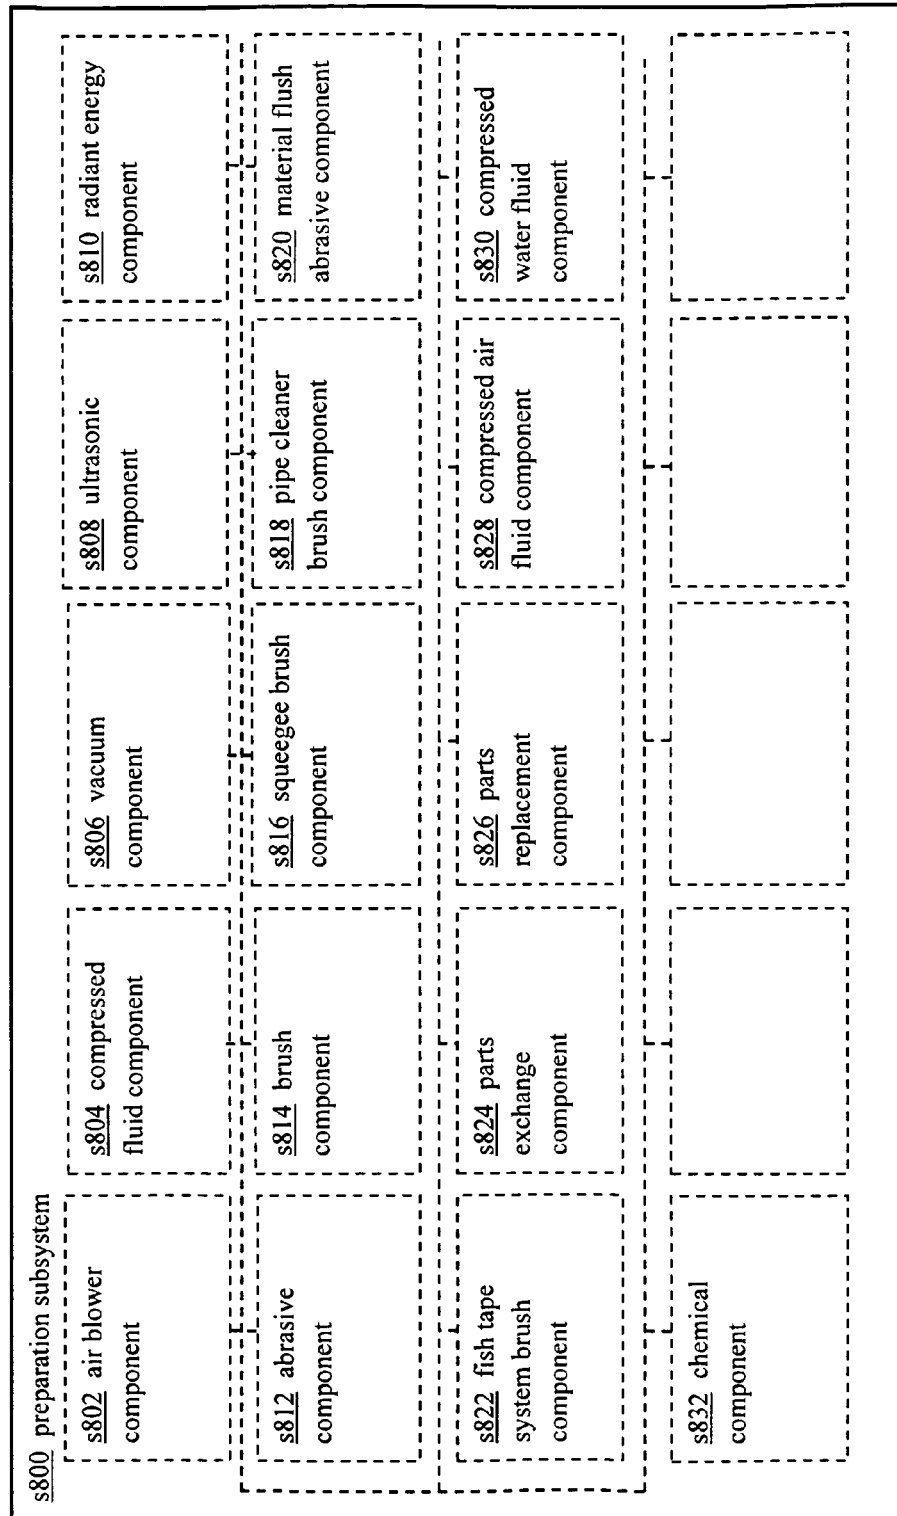 s800 preparation subsystem
s802 air blower
component
s804 compressed
fluid component
s806 vacuum
component
s808 ultrasonic
component
s810 radiant energy
component
s812 abrasive
component
s814 brush
component
s816 squeegee brush
component
s818 pipe cleaner
brush component
s820 material flush
abrasive component
s822 fish tape
system brush
component
s824 parts
exchange
component
s826 parts
replacement
component
s828 compressed air
fluid component
s830 compressed
water fluid
component
s832 chemical
component